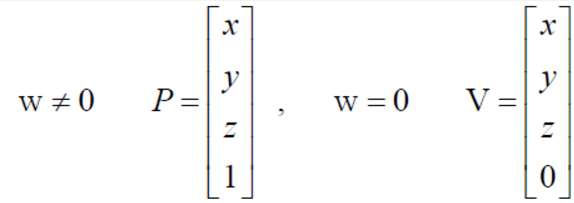 w ≠ 0 P = [x y z 1] , w = 0 V = [x y z 0]